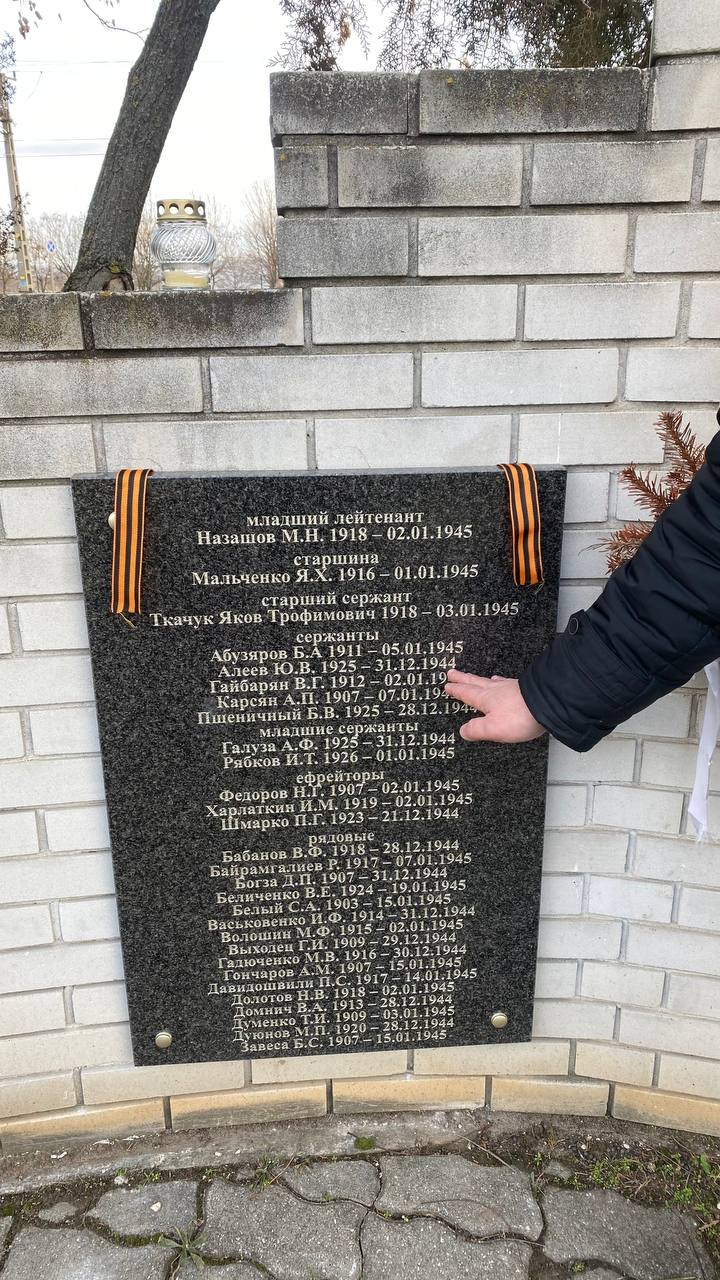 младший лейтенант
Назашов М.Н. 1918 – 02.01.1945
старшина
Мальченко Я.Х. 1916 – 01.01.1945
старший сержант
Ткачук Яков Трофимович 1918 – 03.01.1945
сержанты
Абузяров Б.А 1911 – 05.01.1945
Алеев Ю.В. 1925 – 31.12.1944
Гайбарян В.Г. 1912 – 02.01.19
Карсян А.П. 1907 – 07.01.194
Пшеничный Б.В. 1925 – 28.12.1944
младшие сержанты
Галуза А.Ф. 1925 – 31.12.1944
Рябков И.Т. 1926 – 01.01.1945
ефрейторы
Федоров Н.Г. 1907 – 02.01.1945
Харлаткин И.М. 1919 – 02.01.1945
Шмарко П.Г. 1923 – 21.12.1944
рядовые
Бабанов В.Ф. 1918 – 28.12.1944
Байрамгалиев Р. 1917 – 07.01.1945
Богза Д.П. 1907 – 31.12.1944
Беличенко В.Е. 1924 – 19.01.1945
Белый С.А. 1903 – 15.01.1945
Васьковенко И.Ф. 1914 – 31.12.1944
Волошин М.Ф. 1915 – 02.01.1945
Выходец Г.И. 1909 – 29.12.1944
Гадюченко М.В. 1916 – 30.12.1944
Гончаров А.М. 1907 – 15.01.1945
Давидошвили П.С. 1917 – 14.01.1945
Долотов Н.В. 1918 – 02.01.1945
Домнич В.А. 1913 – 28.12.1944
Думенко Т.И. 1909 – 03.01.1945
Дуюнов М.П. 1920 – 28.12.1944
Завеса Б.С. 1907 – 15.01.1945